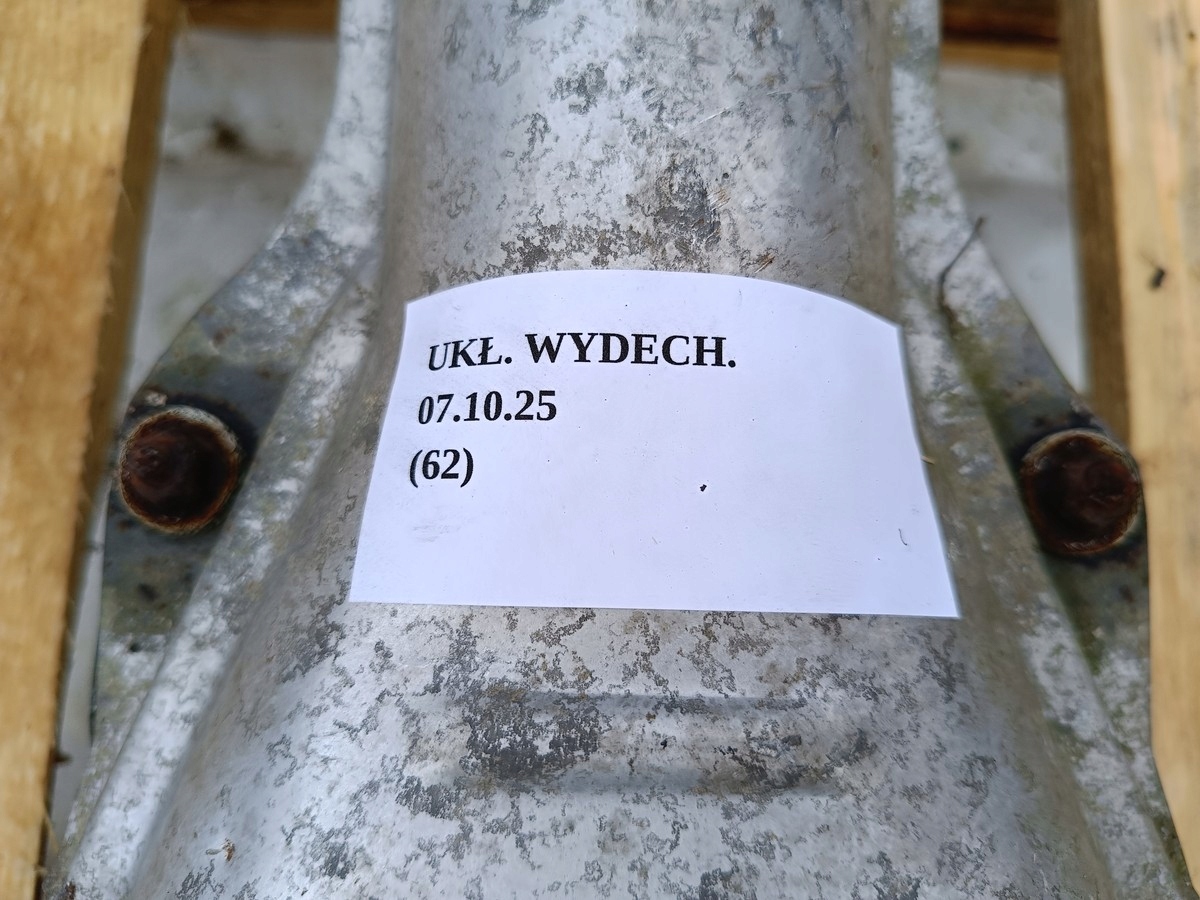 UKŁ. WYDECH.
07.10.25
(62)